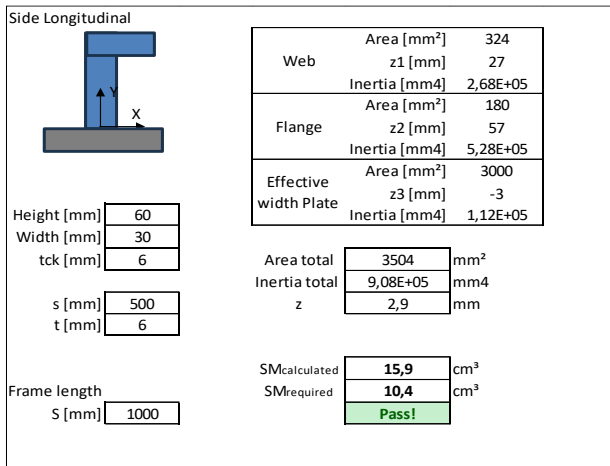 Side Longitudinal
Y
X
Web
Area [mm²] 324
z1 [mm] 27
Inertia [mm4] 2,68E+05
Flange
Area [mm²] 180
z2 [mm] 57
Inertia [mm4] 5,28E+05
Effective
width Plate
Area [mm²] 3000
z3 [mm] -3
Inertia [mm4] 1,12E+05
Height [mm] 60
Width [mm] 30
tck [mm] 6
Area total 3504 mm²
Inertia total 9,08E+05 mm4
z 2,9 mm
s [mm] 500
t [mm] 6
SMcalculated 15,9 cm³
SMrequired 10,4 cm³
Pass!
Frame length
S [mm] 1000